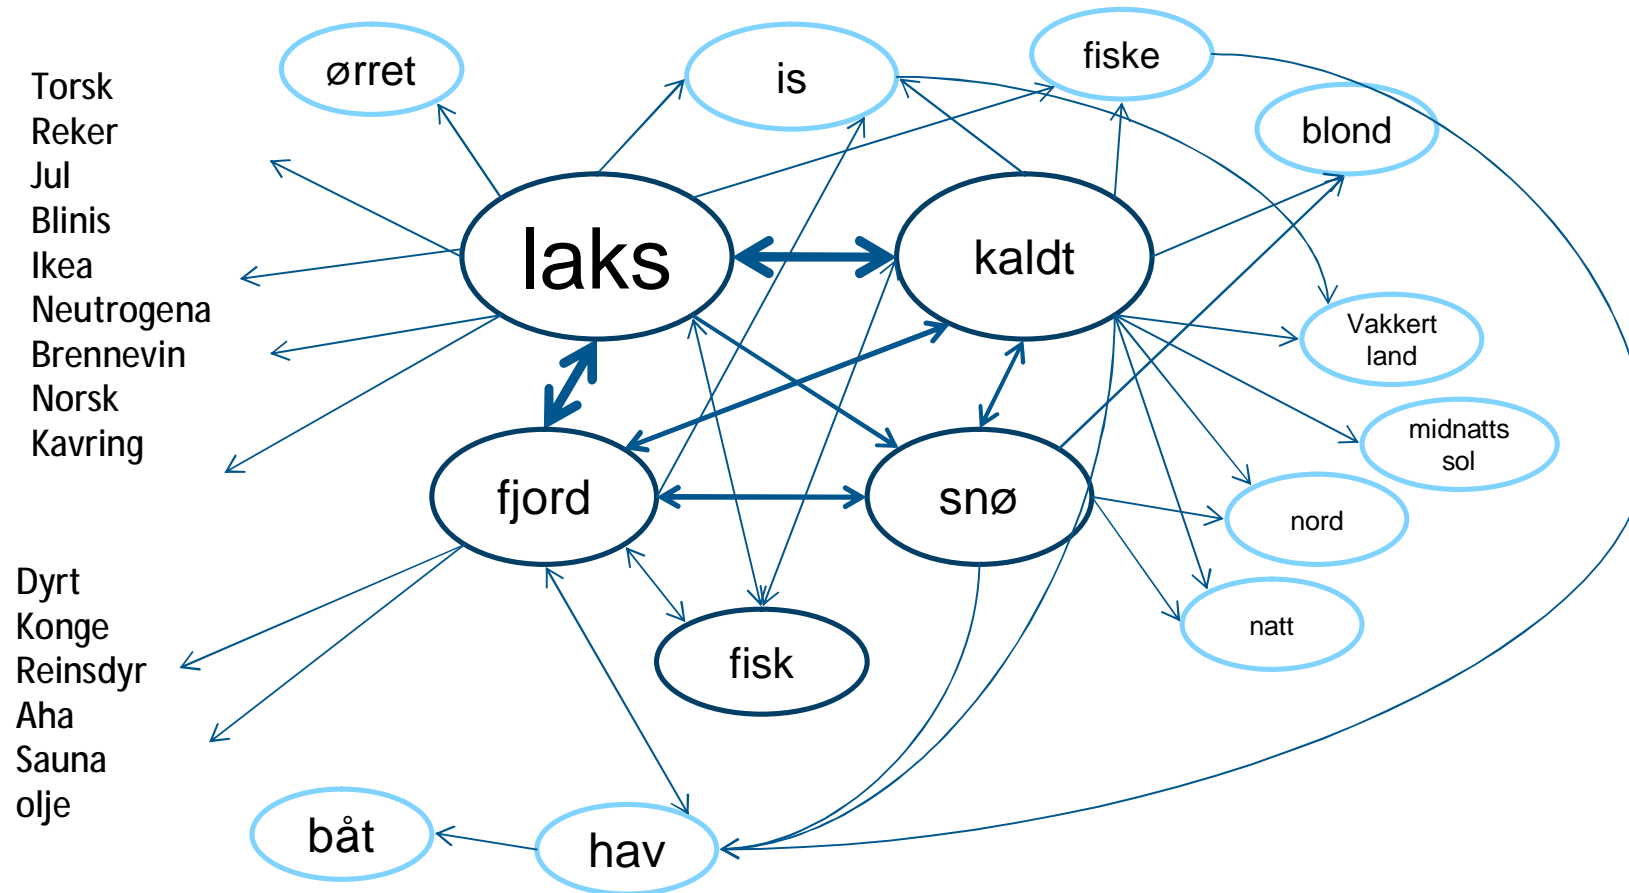 ørret
is
fiske
Torsk
Reker
Jul
Blinis
Ikea
Neutrogena
Brennevin
Norsk
Kavring
blond
laks
kaldt
Vakkert
land
midnatts
sol
fjord
snø
nord
natt
fisk
Dyrt
Konge
Reinsdyr
Aha
Sauna
olje
båt
hav